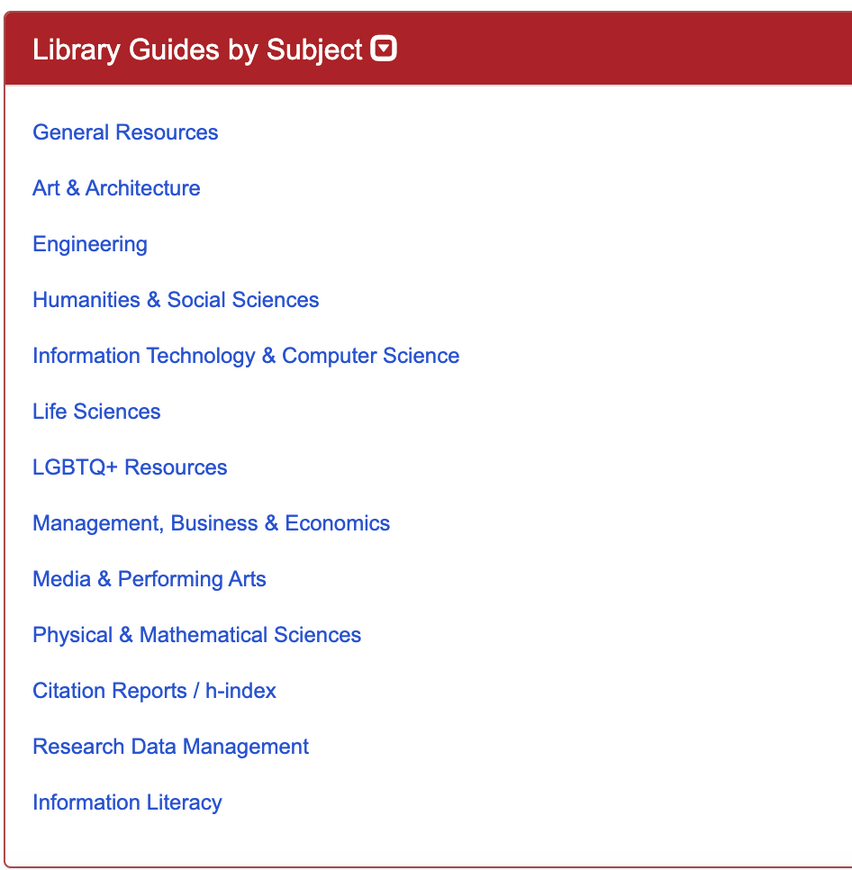 Library Guides by Subject
General Resources
Art & Architecture
Engineering
Humanities & Social Sciences
Information Technology & Computer Science
Life Sciences
LGBTQ+ Resources
Management, Business & Economics
Media & Performing Arts
Physical & Mathematical Sciences
Citation Reports / h-index
Research Data Management
Information Literacy